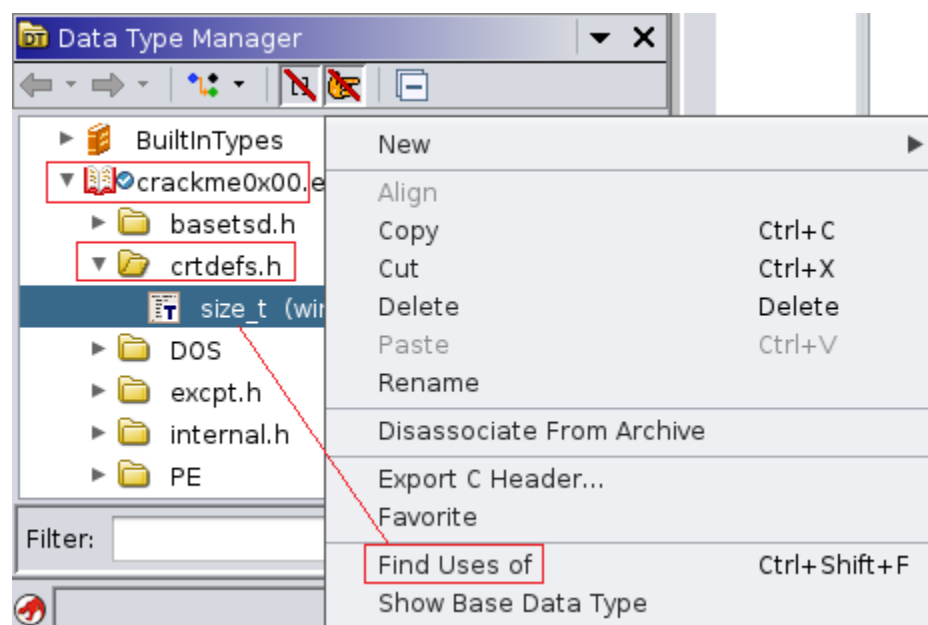 DT Data Type Manager
BuiltInTypes
crackme0x00.e
basetsd.h
crtdefs.h
size_t (wir
DOS
excpt.h
internal.h
PE
Filter:
New
Align
Copy Ctrl+C
Cut Ctrl+X
Delete Delete
Paste Ctrl+V
Rename
Disassociate From Archive
Export C Header...
Favorite
Find Uses of Ctrl+Shift+F
Show Base Data Type